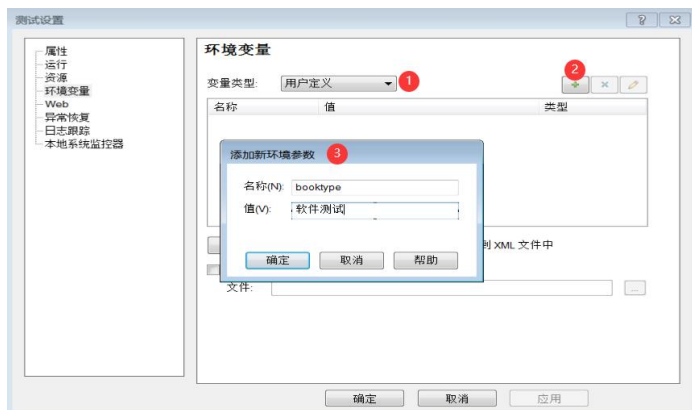 测试设置
属性
运行
资源
环境变量
Web
异常恢复
日志跟踪
本地系统监控器
环境变量
变量类型: 用户定义 1 2
名称 值 类型
添加新环境参数 3
名称(N): booktype
值(V): 软件测试
确定 取消 帮助
到 XML 文件中
文件: ...
确定 取消 应用